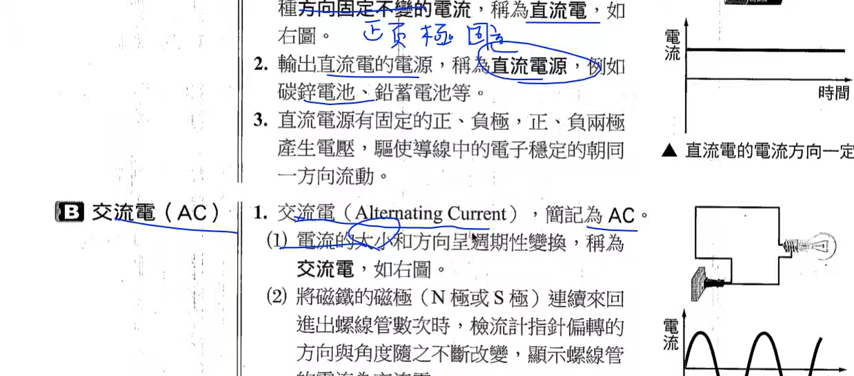 種方向固定不變的電流，稱為直流電，如
右圖。
正負極固定
2. 輸出直流電的電源，稱為直流電源，例如
碳鋅電池、鉛蓄電池等。
3. 直流電源有固定的正、負極，正、負兩極
產生電壓，驅使導線中的電子穩定的朝同
一方向流動。
電流
時間
▲ 直流電的電流方向一定
B 交流電（AC）
1. 交流電（Alternating Current），簡記為 AC。
(1) 電流的大小和方向呈週期性變換，稱為
交流電，如右圖。
(2) 將磁鐵的磁極（N 極或 S 極）連續來回
進出螺線管數次時，檢流計指針偏轉的
方向與角度隨之不斷改變，顯示螺線管
的電流為交流電
電流